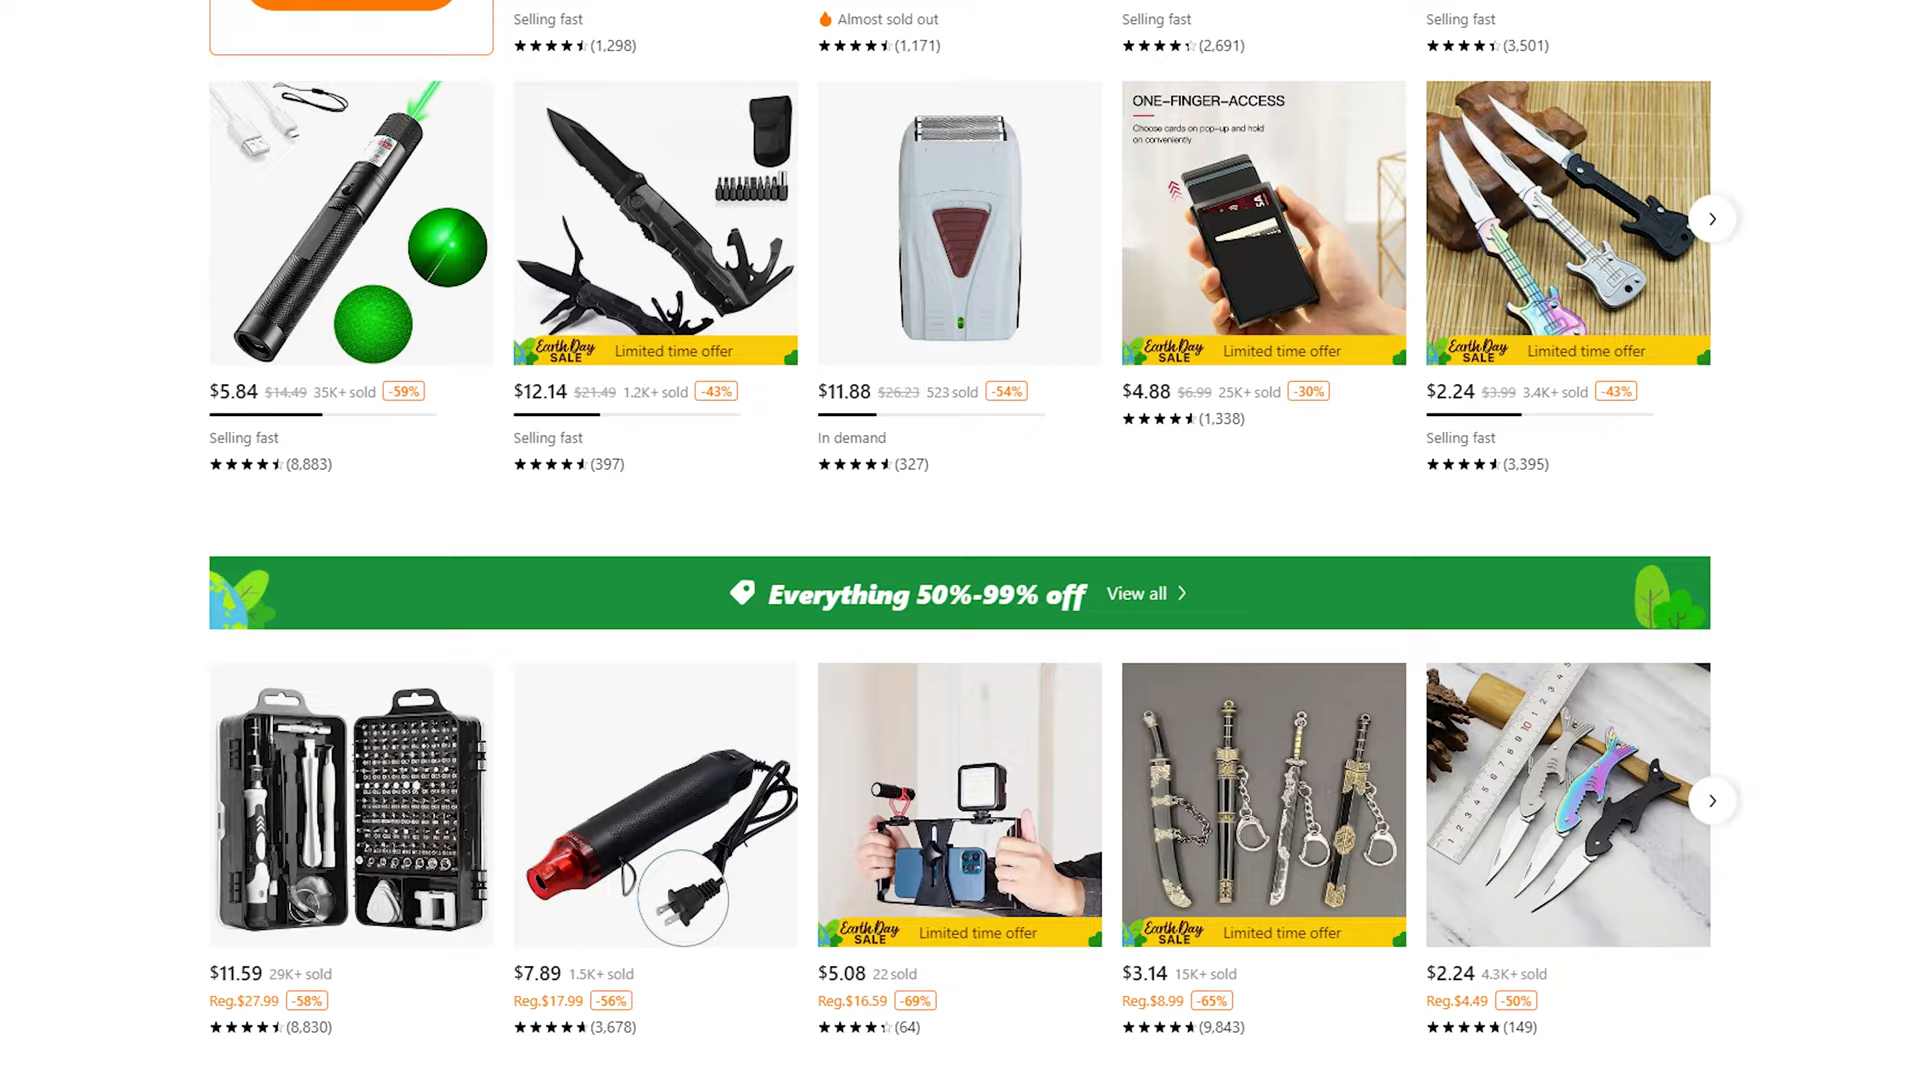 Selling fast
(1,298)
Almost sold out
(1,171)
Selling fast
(2,691)
Selling fast
(3,501)
ONE-FINGER-ACCESS
Choose cards on pop-up and hold
on conveniently
Earth Day
SALE
Limited time offer
Earth Day
SALE
Limited time offer
Earth Day
SALE
Limited time offer
$5.84 $14.49 35K+ sold -59%
Selling fast
(8,883)
$12.14 $21.49 1.2K+ sold -43%
Selling fast
(397)
$11.88 $26.23 523 sold -54%
In demand
(327)
$4.88 $6.99 25K+ sold -30%
(1,338)
$2.24 $3.99 3.4K+ sold -43%
Selling fast
(3,395)
Everything 50%-99% off View all
Earth Day
SALE
Limited time offer
Earth Day
SALE
Limited time offer
$11.59 29K+ sold
Reg.$27.99 -58%
(8,830)
$7.89 1.5K+ sold
Reg.$17.99 -56%
(3,678)
$5.08 22 sold
Reg.$16.59 -69%
(64)
$3.14 15K+ sold
Reg.$8.99 -65%
(9,843)
$2.24 4.3K+ sold
Reg.$4.49 -50%
(149)